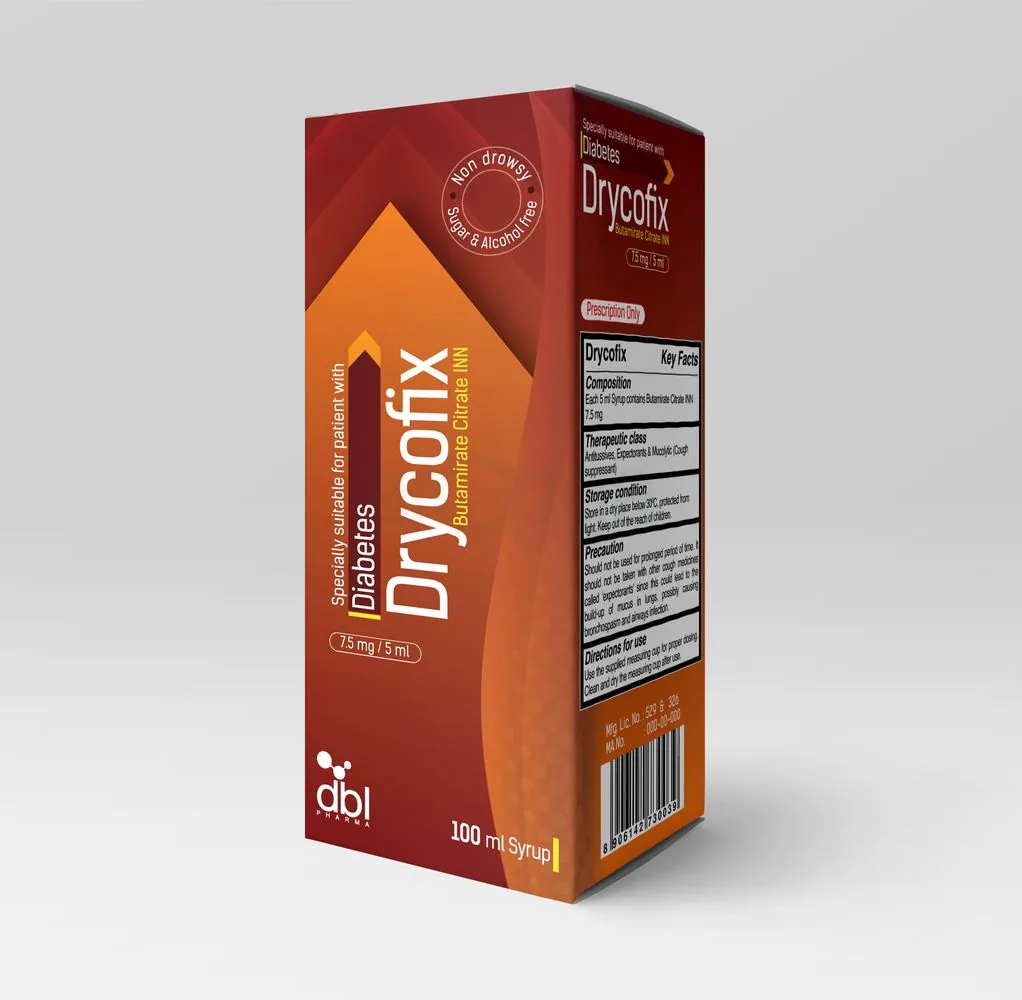 Non drowsy
Sugar & Alcohol free
Specially suitable for patient with
Diabetes
Drycofix
Butamirate Citrate INN
7.5 mg / 5 ml
dbl
PHARMA
100 ml Syrup
Specially suitable for patient with
Diabetes
Drycofix
Butamirate Citrate INN
7.5 mg / 5 ml
Prescription Only
Drycofix Key Facts
Composition
Each 5 ml Syrup contains Butamirate Citrate INN
7.5 mg
Therapeutic class
Antitussives, Expectorants & Mucolytic (Cough
suppressant)
Storage condition
Store in a dry place below 30ºC, protected from
light. Keep out of the reach of children.
Precaution
Should not be used for prolonged period of time. It
should not be taken with other cough medicines
called 'expectorants' since this could lead to the
build-up of mucus in lungs, possibly causing
bronchospasm and airways infection.
Directions for use
Use the supplied measuring cup for proper dosing.
Clean and dry the measuring cup after use.
Mfg. Lic. No. : 529 & 326
MA No. : 000-00-000
8 906142 730039